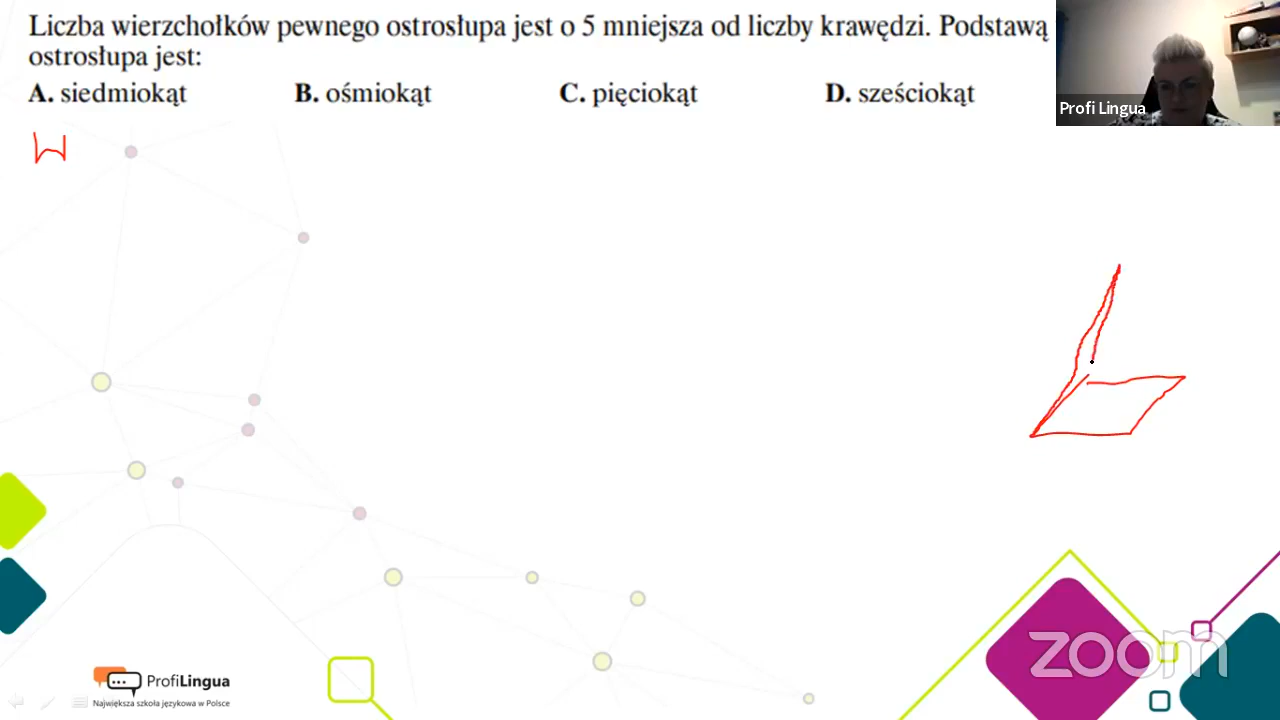 Liczba wierzchołków pewnego ostrosłupa jest o 5 mniejsza od liczby krawędzi. Podstawą
ostrosłupa jest:
A. siedmiokąt B. ośmiokąt C. pięciokąt D. sześciokąt
Profi Lingua
W
zoom
ProfiLingua
Największa szkoła językowa w Polsce